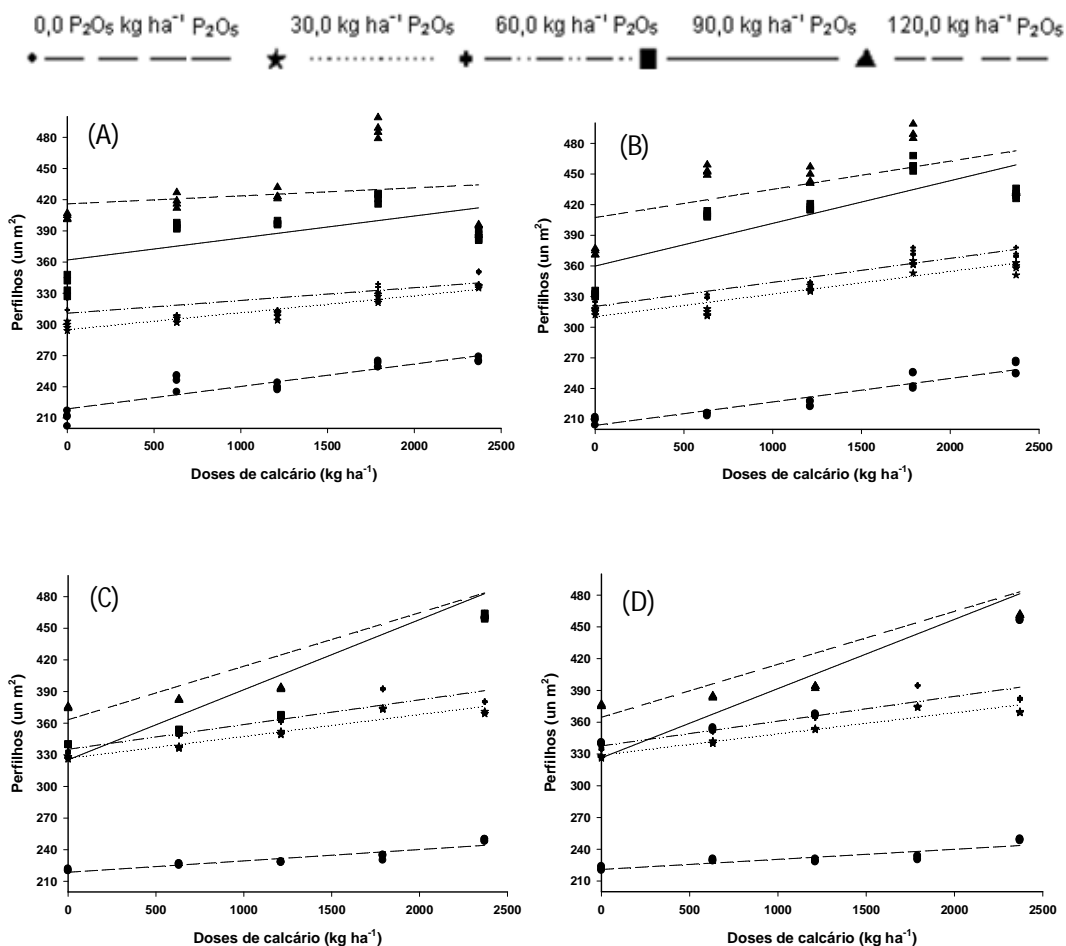 0,0 P₂O₅ kg ha⁻¹ P₂O₅ 30,0 kg ha⁻¹ P₂O₅ 60,0 kg ha⁻¹ P₂O₅ 90,0 kg ha⁻¹ P₂O₅ 120,0 kg ha⁻¹ P₂O₅
(A)
Perfilhos (un m²)
480
450
420
390
360
330
300
270
240
210
0 500 1000 1500 2000 2500
Doses de calcário (kg ha⁻¹)
(B)
Perfilhos (un m²)
480
450
420
390
360
330
300
270
240
210
0 500 1000 1500 2000 2500
Doses de calcário (kg ha⁻¹)
(C)
Perfilhos (un m²)
480
450
420
390
360
330
300
270
240
210
0 500 1000 1500 2000 2500
Doses de calcário (kg ha⁻¹)
(D)
Perfilhos (un m²)
480
450
420
390
360
330
300
270
240
210
0 500 1000 1500 2000 2500
Doses de calcário (kg ha⁻¹)